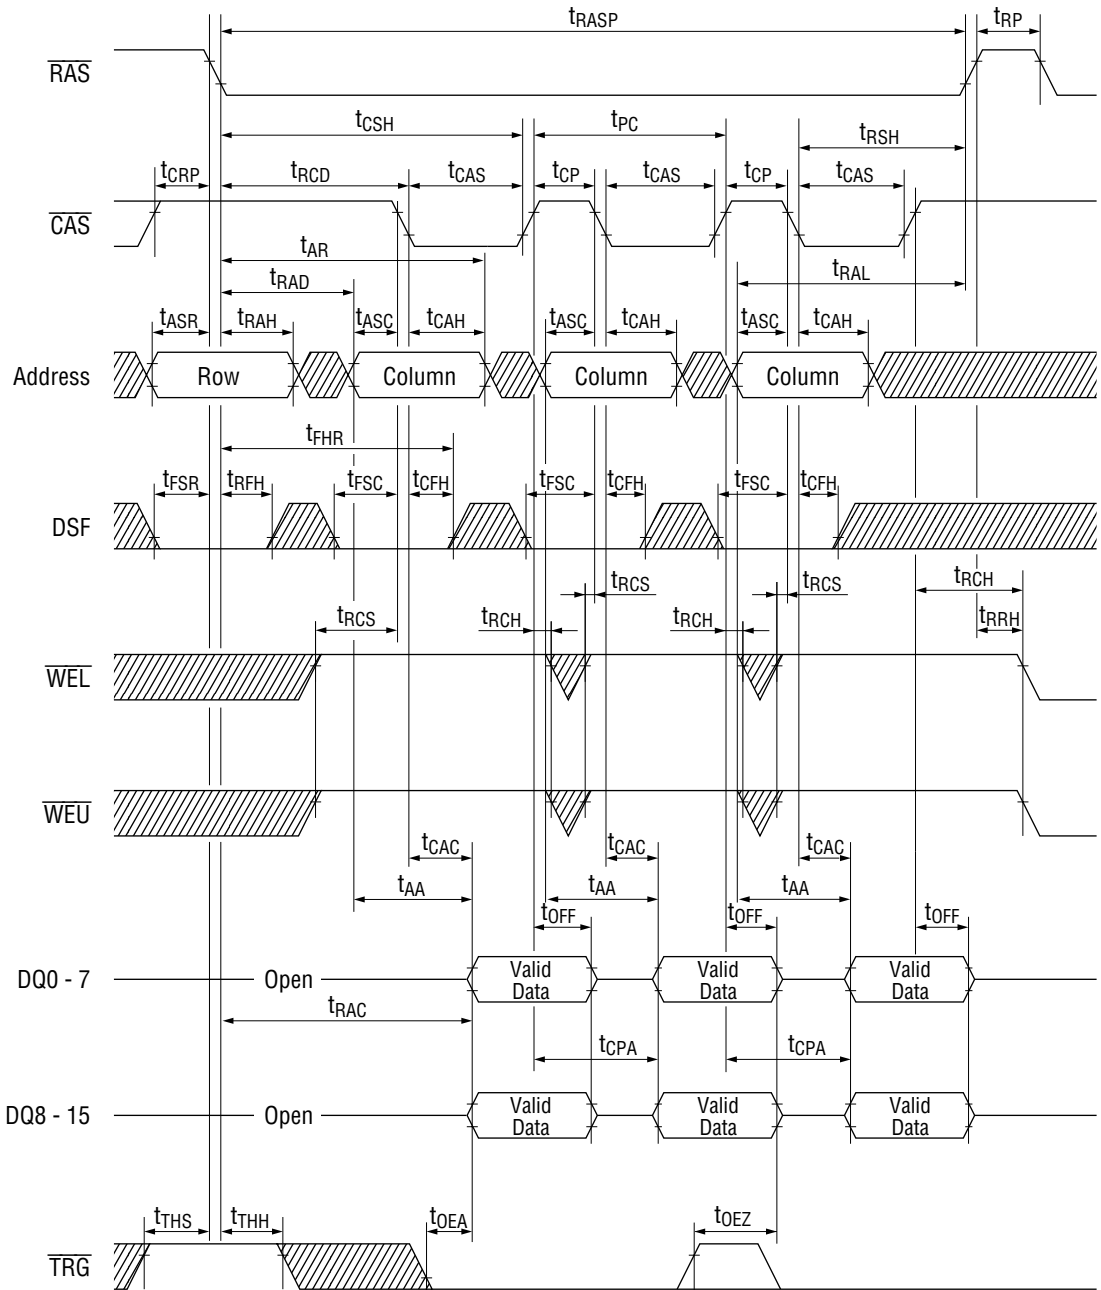 tRASP tRP
RAS
tCSH tPC tRSH
tCRP tRCD tCAS tCP tCAS tCP tCAS
CAS
tAR
tRAD tRAL
tASR tRAH tASC tCAH tASC tCAH tASC tCAH
Address Row Column Column Column
tFHR
tFSR tRFH tFSC tCFH tFSC tCFH tFSC tCFH
DSF
tRCS tRCS tRCH
tRCS tRCH tRCH tRRH
WEL
WEU
tCAC tCAC tCAC
tAA tAA tAA
tOFF tOFF tOFF
DQ0 - 7 Open Valid Data Valid Data Valid Data
tRAC
tCPA tCPA
DQ8 - 15 Open Valid Data Valid Data Valid Data
tTHS tTHH tOEA tOEZ
TRG